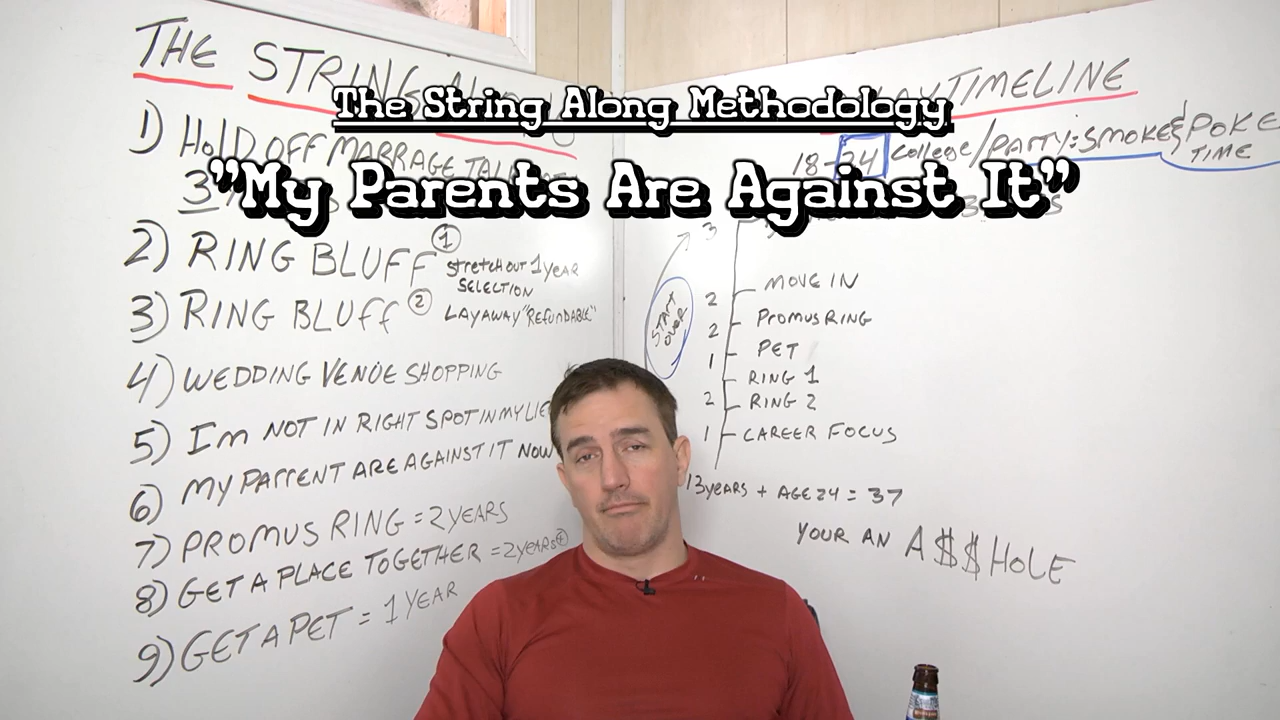 The String Along Methodology
"My Parents Are Against It"
THE STRING
1) HOLD OFF MARRAGE TALK
3
2) RING BLUFF ① STRETCH OUT 1 YEAR
SELECTION
3) RING BLUFF ② LAYAWAY "REFUNDABLE"
4) WEDDING VENUE SHOPPING
5) I'm NOT IN RIGHT SPOT IN MY LIFE
6) MY PARRENT ARE AGAINST IT NOW
7) PROMUS RING = 2 YEARS
8) GET A PLACE TOGETHER = 2 YEARS
9) GET A PET = 1 YEAR
TIMELINE
18-24 College/PARTY: SMOKE & POKE
TIME
3
START OVER
2 MOVE IN
2 PROMUS RING
1 PET
RING 1
2 RING 2
1 CAREER FOCUS
13 YEARS + AGE 24 = 37
YOUR AN A$$HOLE